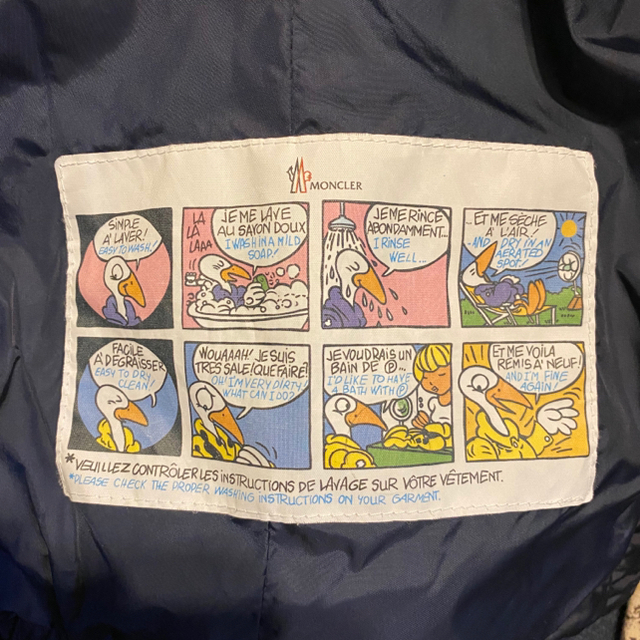 MONCLER
SIMPLE
À LAVER!
EASY TO WASH!
LA
LA
LAAA
JE ME LAVE
AU SAVON DOUX
I WASH IN A MILD
SOAP!
JE ME RINCE
ABONDAMMENT...
I RINSE
WELL...
...ET ME SÈCHE
À L'AIR!
-AND I DRY IN AN
AERATED
SPOT!
FACILE
À DÉGRAISSER
EASY TO DRY
CLEAN!
WOUAAAH! JE SUIS
TRES SALE! QUE FAIRE!
OH! I'M VERY DIRTY!
WHAT CAN I DO?
JE VOUDRAIS UN
BAIN DE Ⓟ...
I'D LIKE TO HAVE
A BATH WITH Ⓟ
ET ME VOILA
REMIS A NEUF!
AND I'M FINE
AGAIN!
*VEUILLEZ CONTRÔLER LES INSTRUCTIONS DE LAVAGE SUR VÔTRE VÊTEMENT.
*PLEASE CHECK THE PROPER WASHING INSTRUCTIONS ON YOUR GARMENT.